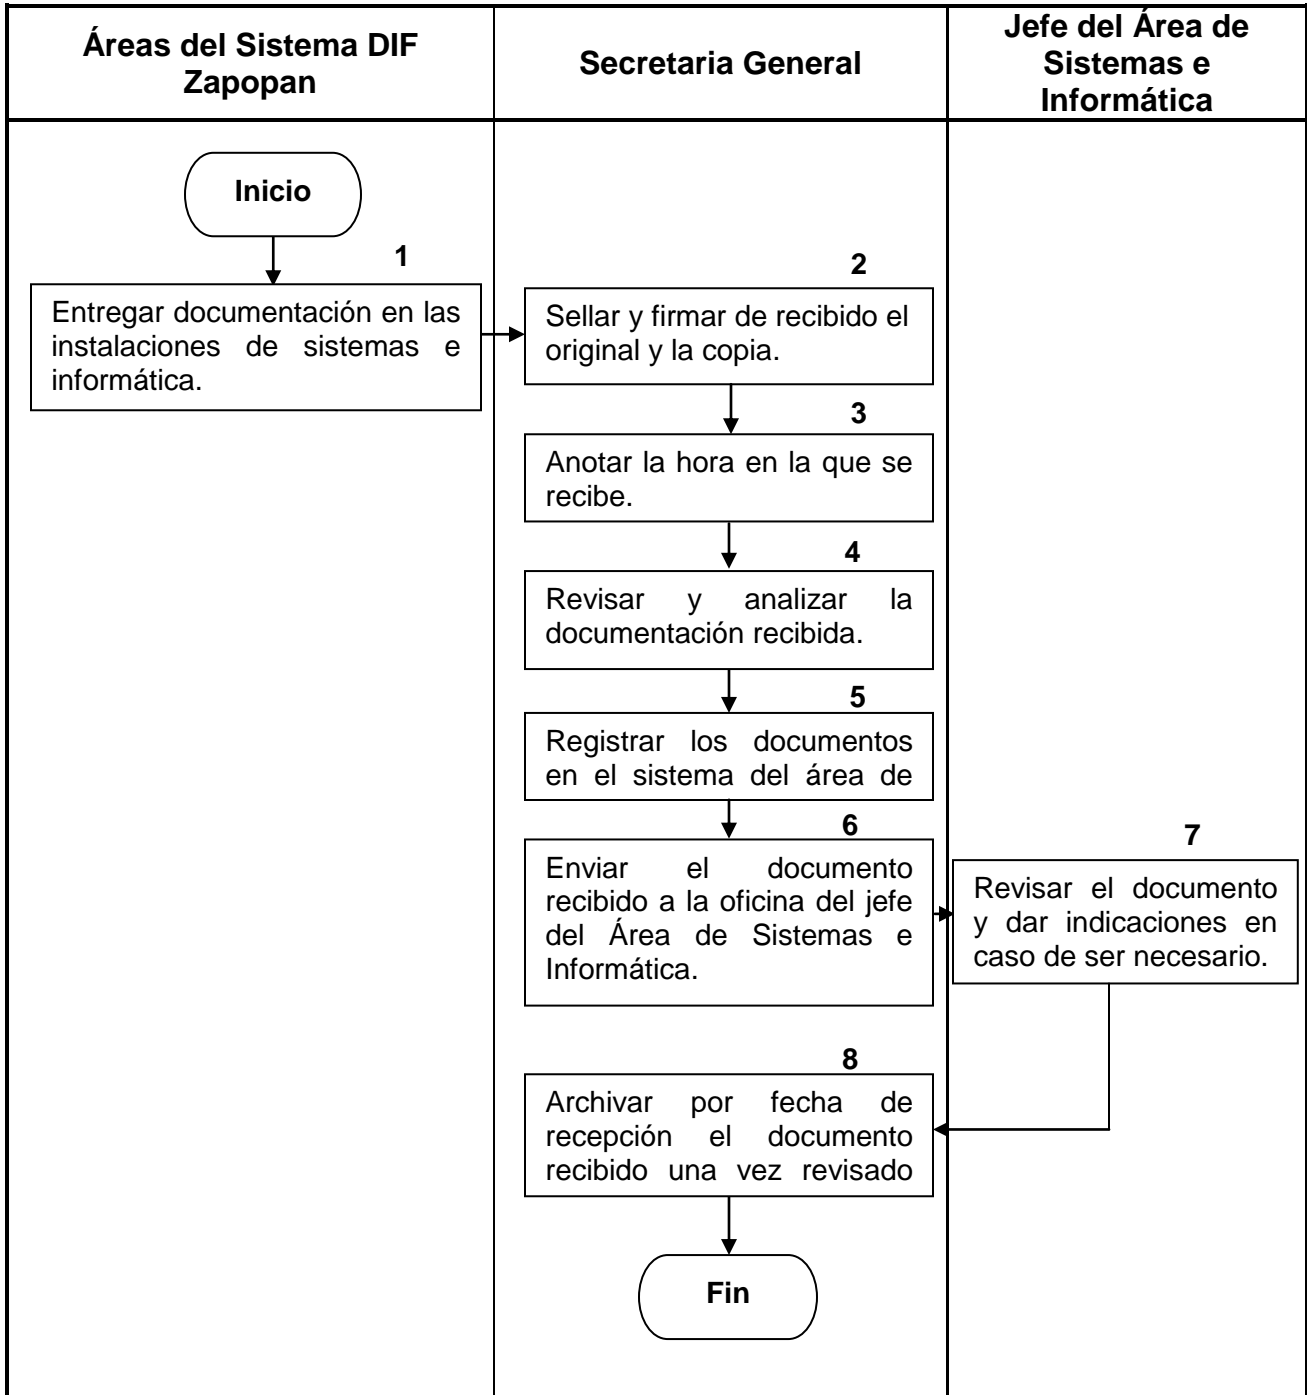 Áreas del Sistema DIF
Zapopan
Secretaria General
Jefe del Área de
Sistemas e
Informática
Inicio
1
Entregar documentación en las
instalaciones de sistemas e
informática.
2
Sellar y firmar de recibido el
original y la copia.
3
Anotar la hora en la que se
recibe.
4
Revisar y analizar la
documentación recibida.
5
Registrar los documentos
en el sistema del área de
6
Enviar el documento
recibido a la oficina del jefe
del Área de Sistemas e
Informática.
7
Revisar el documento
y dar indicaciones en
caso de ser necesario.
8
Archivar por fecha de
recepción el documento
recibido una vez revisado
Fin